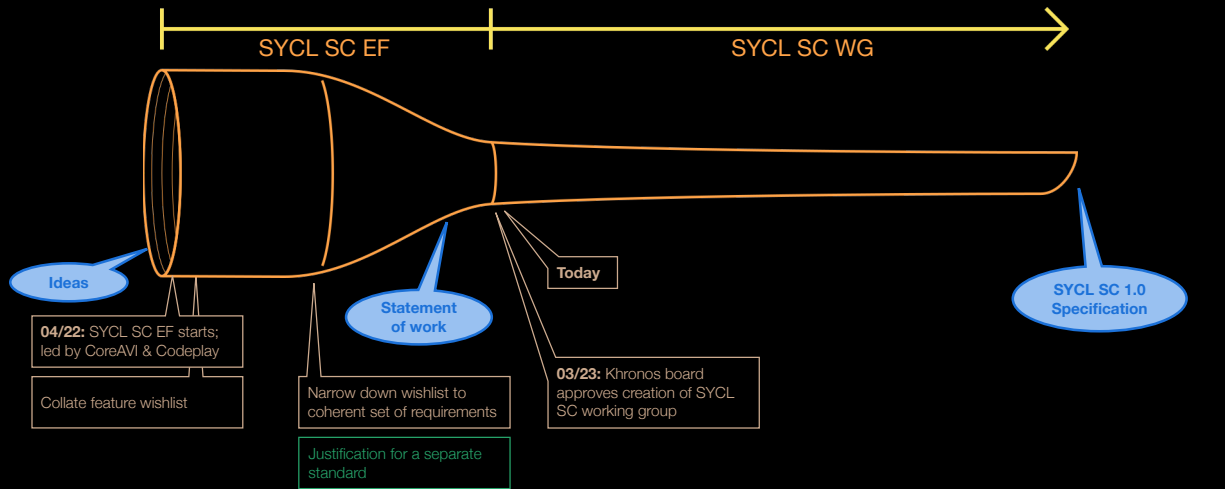 SYCL SC EF
SYCL SC WG
Ideas
Today
Statement
of work
SYCL SC 1.0
Specification
04/22: SYCL SC EF starts;
led by CoreAVI & Codeplay
Collate feature wishlist
Narrow down wishlist to
coherent set of requirements
03/23: Khronos board
approves creation of SYCL
SC working group
Justification for a separate
standard